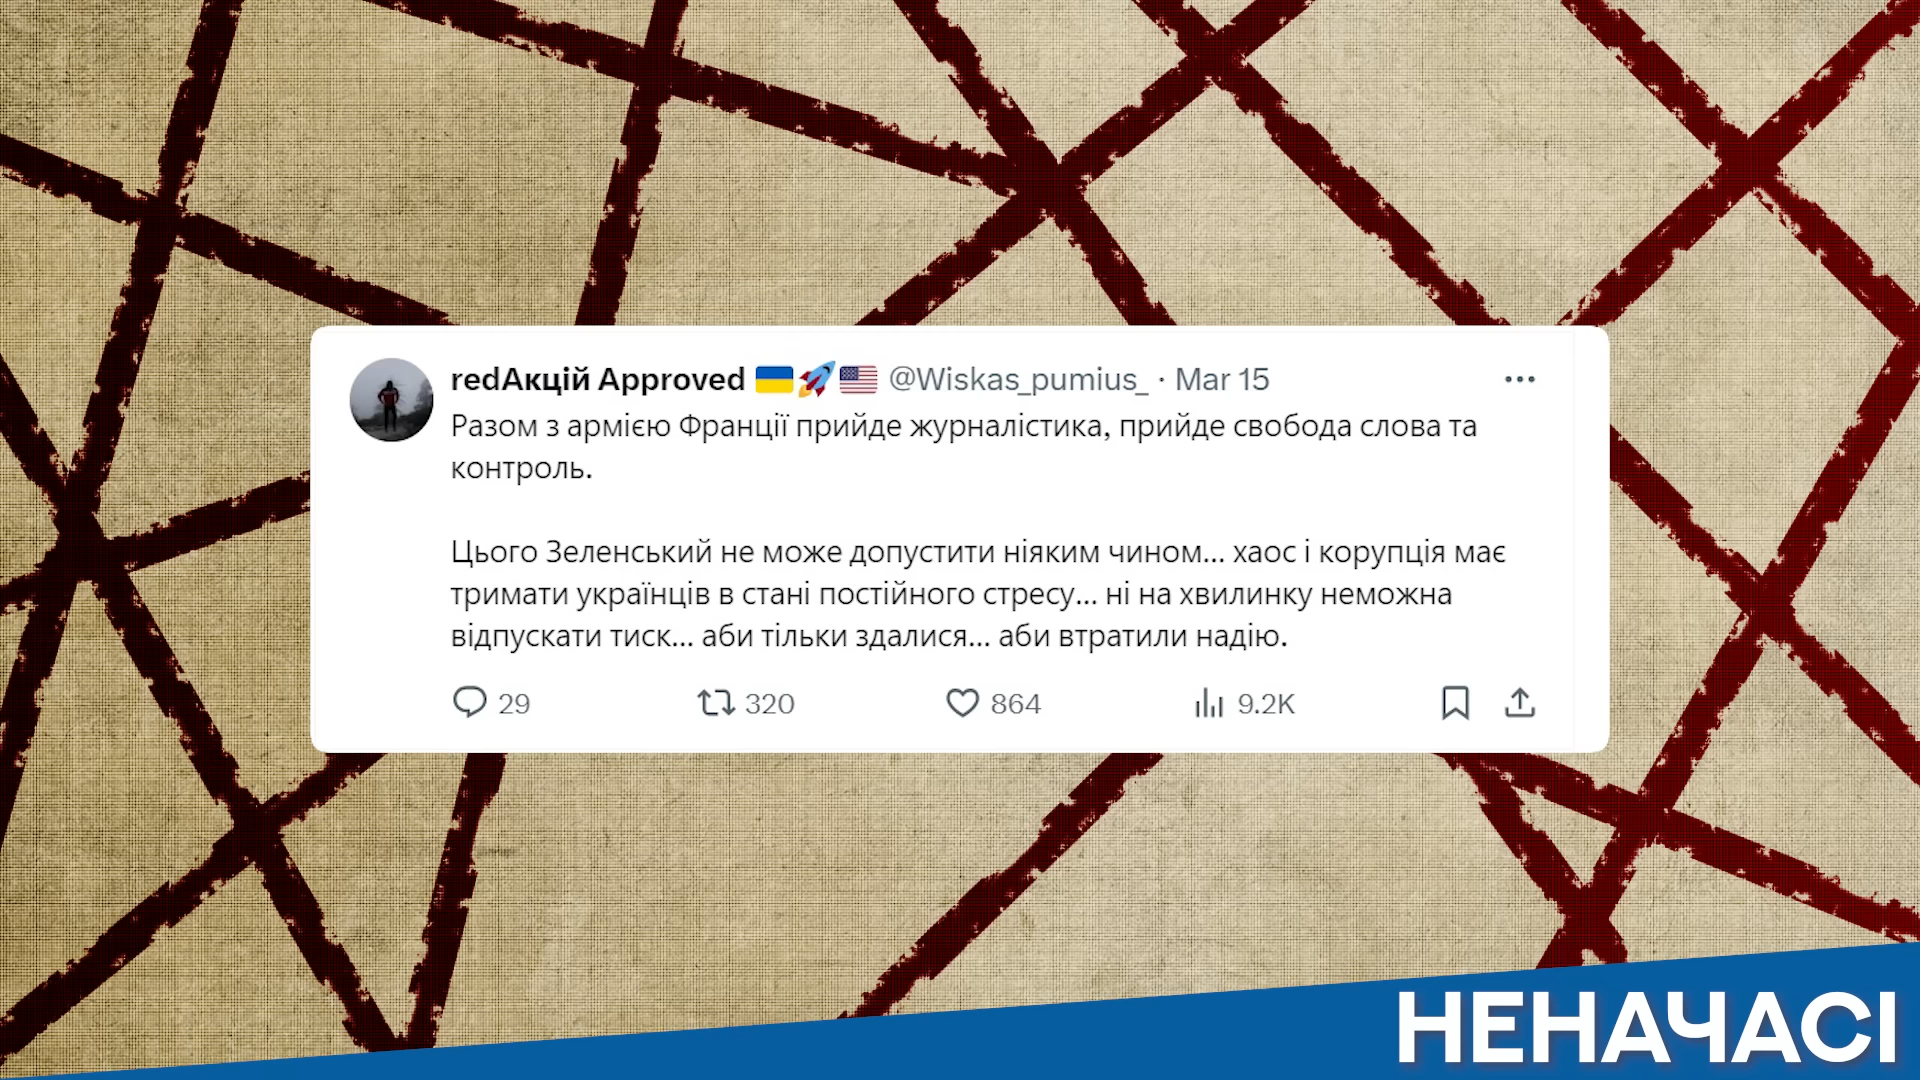 redАкцій Approved 🇺🇦🚀🇺🇸 @Wiskas_pumius_ · Mar 15
Разом з армією Франції прийде журналістика, прийде свобода слова та
контроль.
Цього Зеленський не може допустити ніяким чином... хаос і корупція має
тримати українців в стані постійного стресу... ні на хвилинку неможна
відпускати тиск... аби тільки здалися... аби втратили надію.
29 320 864 9.2K
НЕНАЧАСІ